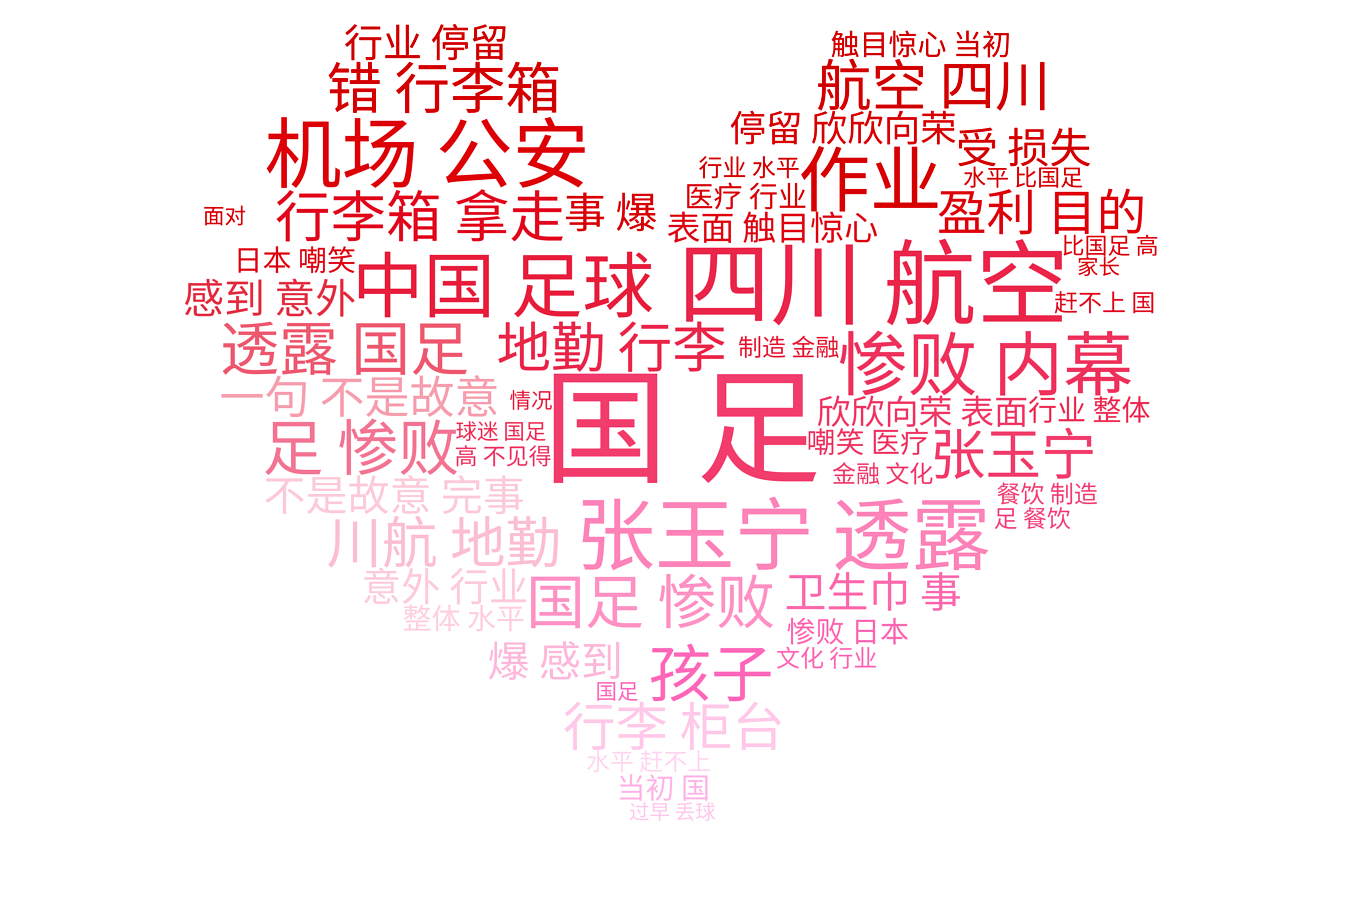 行业 停留
触目惊心 当初
错 行李箱
航空 四川
停留 欣欣向荣
机场 公安
受 损失
行业 水平
作业
水平 比国足
医疗 行业
行李箱 拿走
事 爆
盈利 目的
面对
表面 触目惊心
比国足 高
日本 嘲笑
中国 足球
四川 航空
家长
感到 意外
赶不上 国
透露 国足
地勤 行李
制造 金融
惨败 内幕
一句 不是故意
情况
国 足
欣欣向荣 表面
行业 整体
足 惨败
球迷 国足
嘲笑 医疗
张玉宁
高 不见得
金融 文化
不是故意 完事
餐饮 制造
足 餐饮
川航 地勤
张玉宁 透露
意外 行业
国足 惨败
卫生巾 事
整体 水平
惨败 日本
爆 感到
孩子
文化 行业
国足
行李 柜台
水平 赶不上
当初 国
过早 丢球